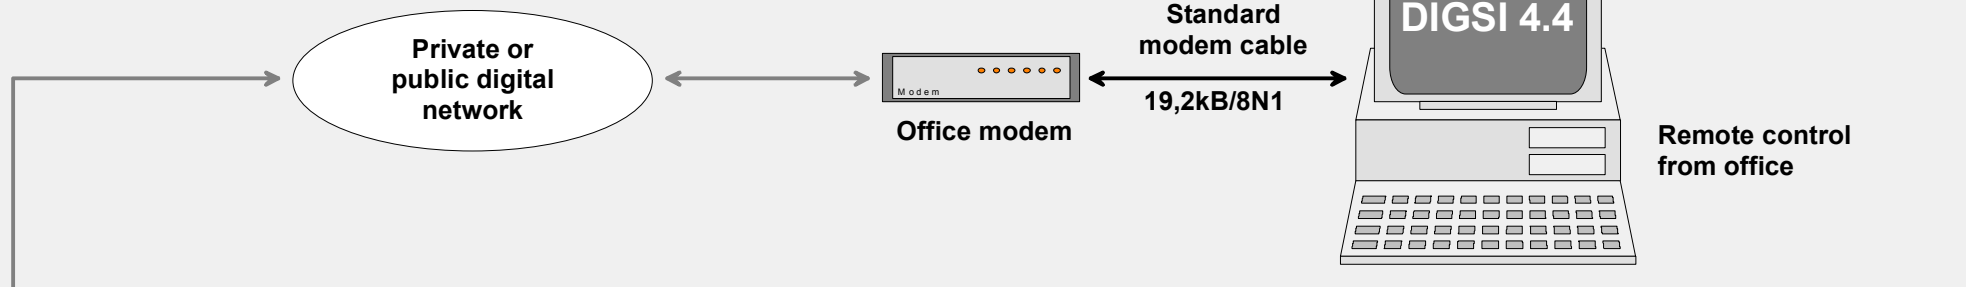 Private or
public digital
network
Modem
Office modem
Standard
modem cable
19,2kB/8N1
DIGSI 4.4
Remote control
from office